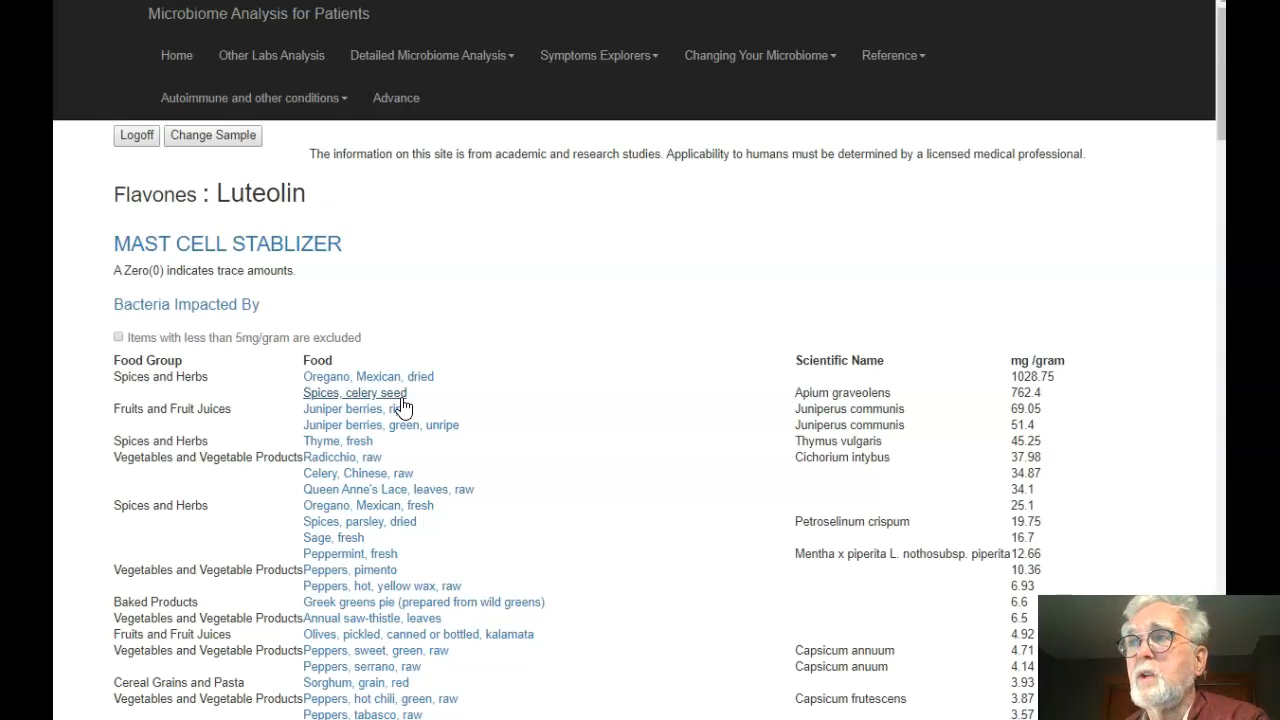 Microbiome Analysis for Patients
Home Other Labs Analysis Detailed Microbiome Analysis Symptoms Explorers Changing Your Microbiome Reference
Autoimmune and other conditions Advance
Logoff Change Sample
The information on this site is from academic and research studies. Applicability to humans must be determined by a licensed medical professional.
Flavones : Luteolin
MAST CELL STABLIZER
A Zero(0) indicates trace amounts.
Bacteria Impacted By
Items with less than 5mg/gram are excluded
Food Group Food Scientific Name mg /gram
Spices and Herbs Oregano, Mexican, dried 1028.75
Spices, celery seed Apium graveolens 762.4
Fruits and Fruit Juices Juniper berries, Juniperus communis 69.05
Juniper berries, green, unripe Juniperus communis 51.4
Spices and Herbs Thyme, fresh Thymus vulgaris 45.25
Vegetables and Vegetable Products Radicchio, raw Cichorium intybus 37.98
Celery, Chinese, raw 34.87
Queen Anne's Lace, leaves, raw 34.1
Spices and Herbs Oregano, Mexican, fresh 25.1
Spices, parsley, dried Petroselinum crispum 19.75
Sage, fresh 16.7
Peppermint, fresh Mentha x piperita L. nothosubsp. piperita 12.66
Vegetables and Vegetable Products Peppers, pimento 10.36
Peppers, hot, yellow wax, raw 6.93
Baked Products Greek greens pie (prepared from wild greens) 6.6
Vegetables and Vegetable Products Annual saw-thistle, leaves 6.5
Fruits and Fruit Juices Olives, pickled, canned or bottled, kalamata 4.92
Vegetables and Vegetable Products Peppers, sweet, green, raw Capsicum annuum 4.71
Peppers, serrano, raw Capsicum anuum 4.14
Cereal Grains and Pasta Sorghum, grain, red 3.93
Vegetables and Vegetable Products Peppers, hot chili, green, raw Capsicum frutescens 3.87
Peppers, tabasco, raw 3.57